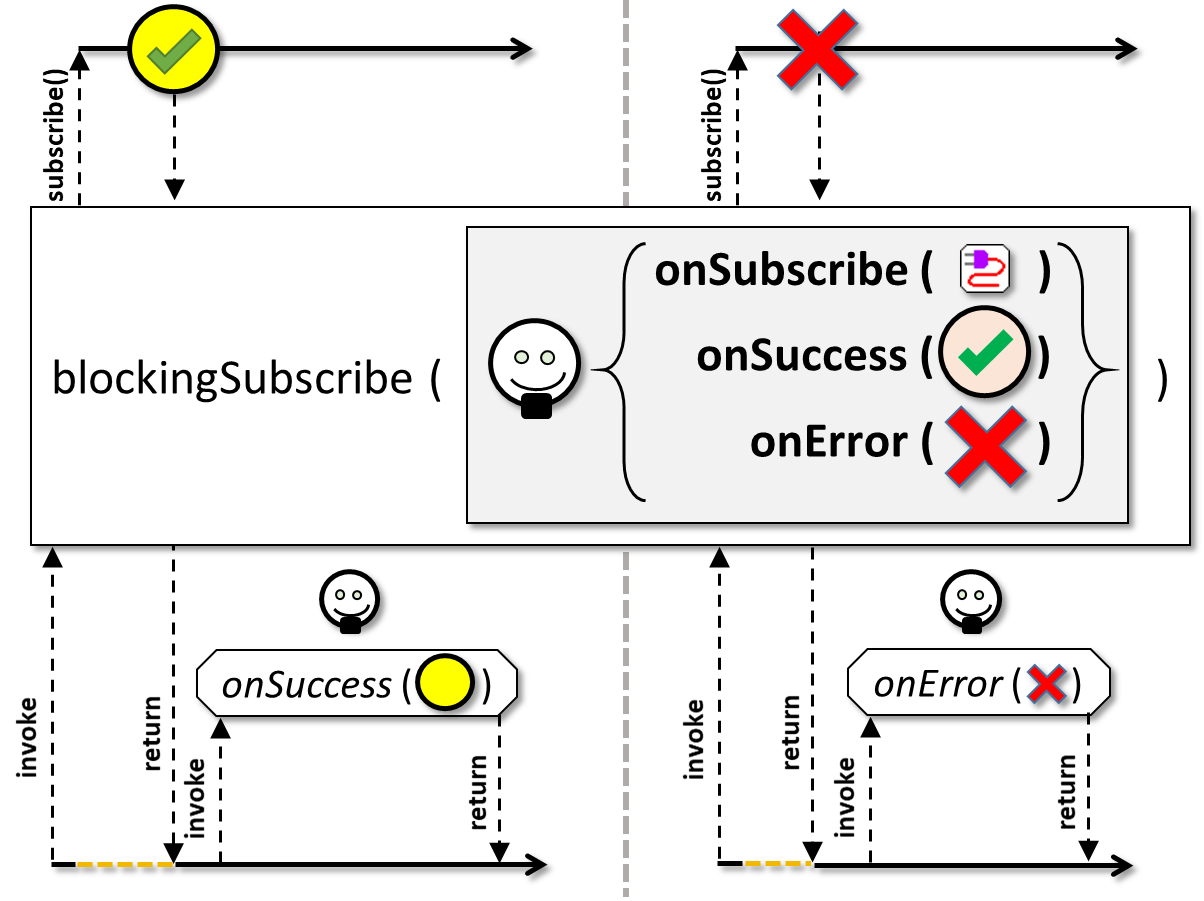 subscribe()
subscribe()
onSubscribe ( )
onSuccess ( )
blockingSubscribe ( )
onError ( )
onSuccess ( )
onError ( )
invoke
return
invoke
return
invoke
return
invoke
return